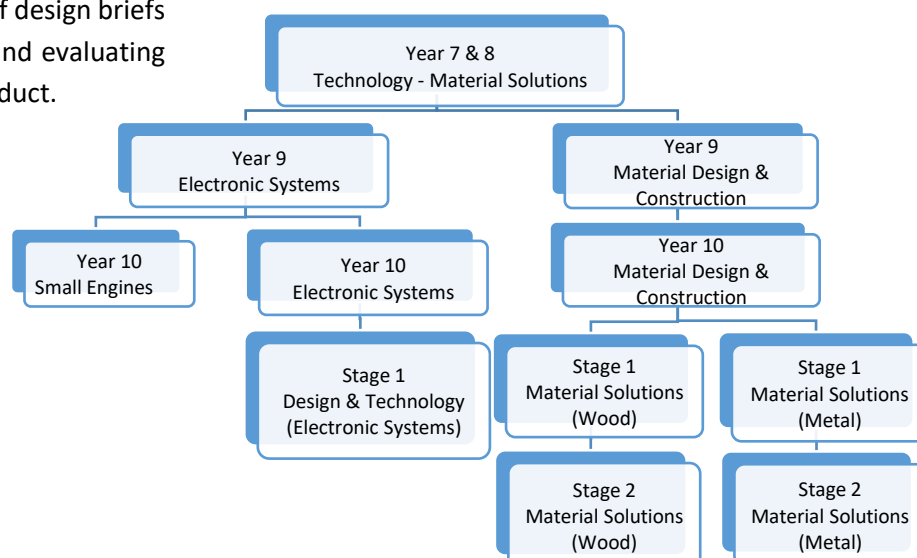 f design briefs
nd evaluating
duct.
Year 7 & 8
Technology - Material Solutions
Year 9
Electronic Systems
Year 9
Material Design &
Construction
Year 10
Small Engines
Year 10
Electronic Systems
Year 10
Material Design &
Construction
Stage 1
Design & Technology
(Electronic Systems)
Stage 1
Material Solutions
(Wood)
Stage 1
Material Solutions
(Metal)
Stage 2
Material Solutions
(Wood)
Stage 2
Material Solutions
(Metal)